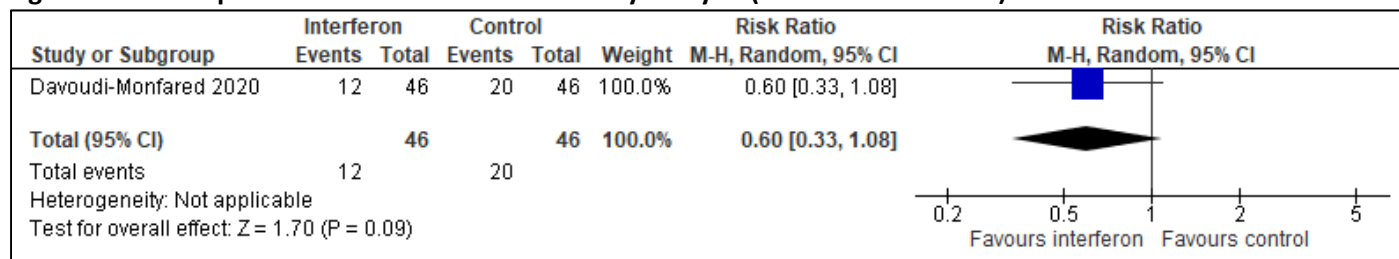 Interferon Control Risk Ratio Risk Ratio
Study or Subgroup Events Total Events Total Weight M-H, Random, 95% CI M-H, Random, 95% CI
Davoudi-Monfared 2020 12 46 20 46 100.0% 0.60 [0.33, 1.08]
Total (95% CI) 46 46 100.0% 0.60 [0.33, 1.08]
Total events 12 20
Heterogeneity: Not applicable
Test for overall effect: Z = 1.70 (P = 0.09)
0.2 0.5 1 2 5
Favours interferon Favours control